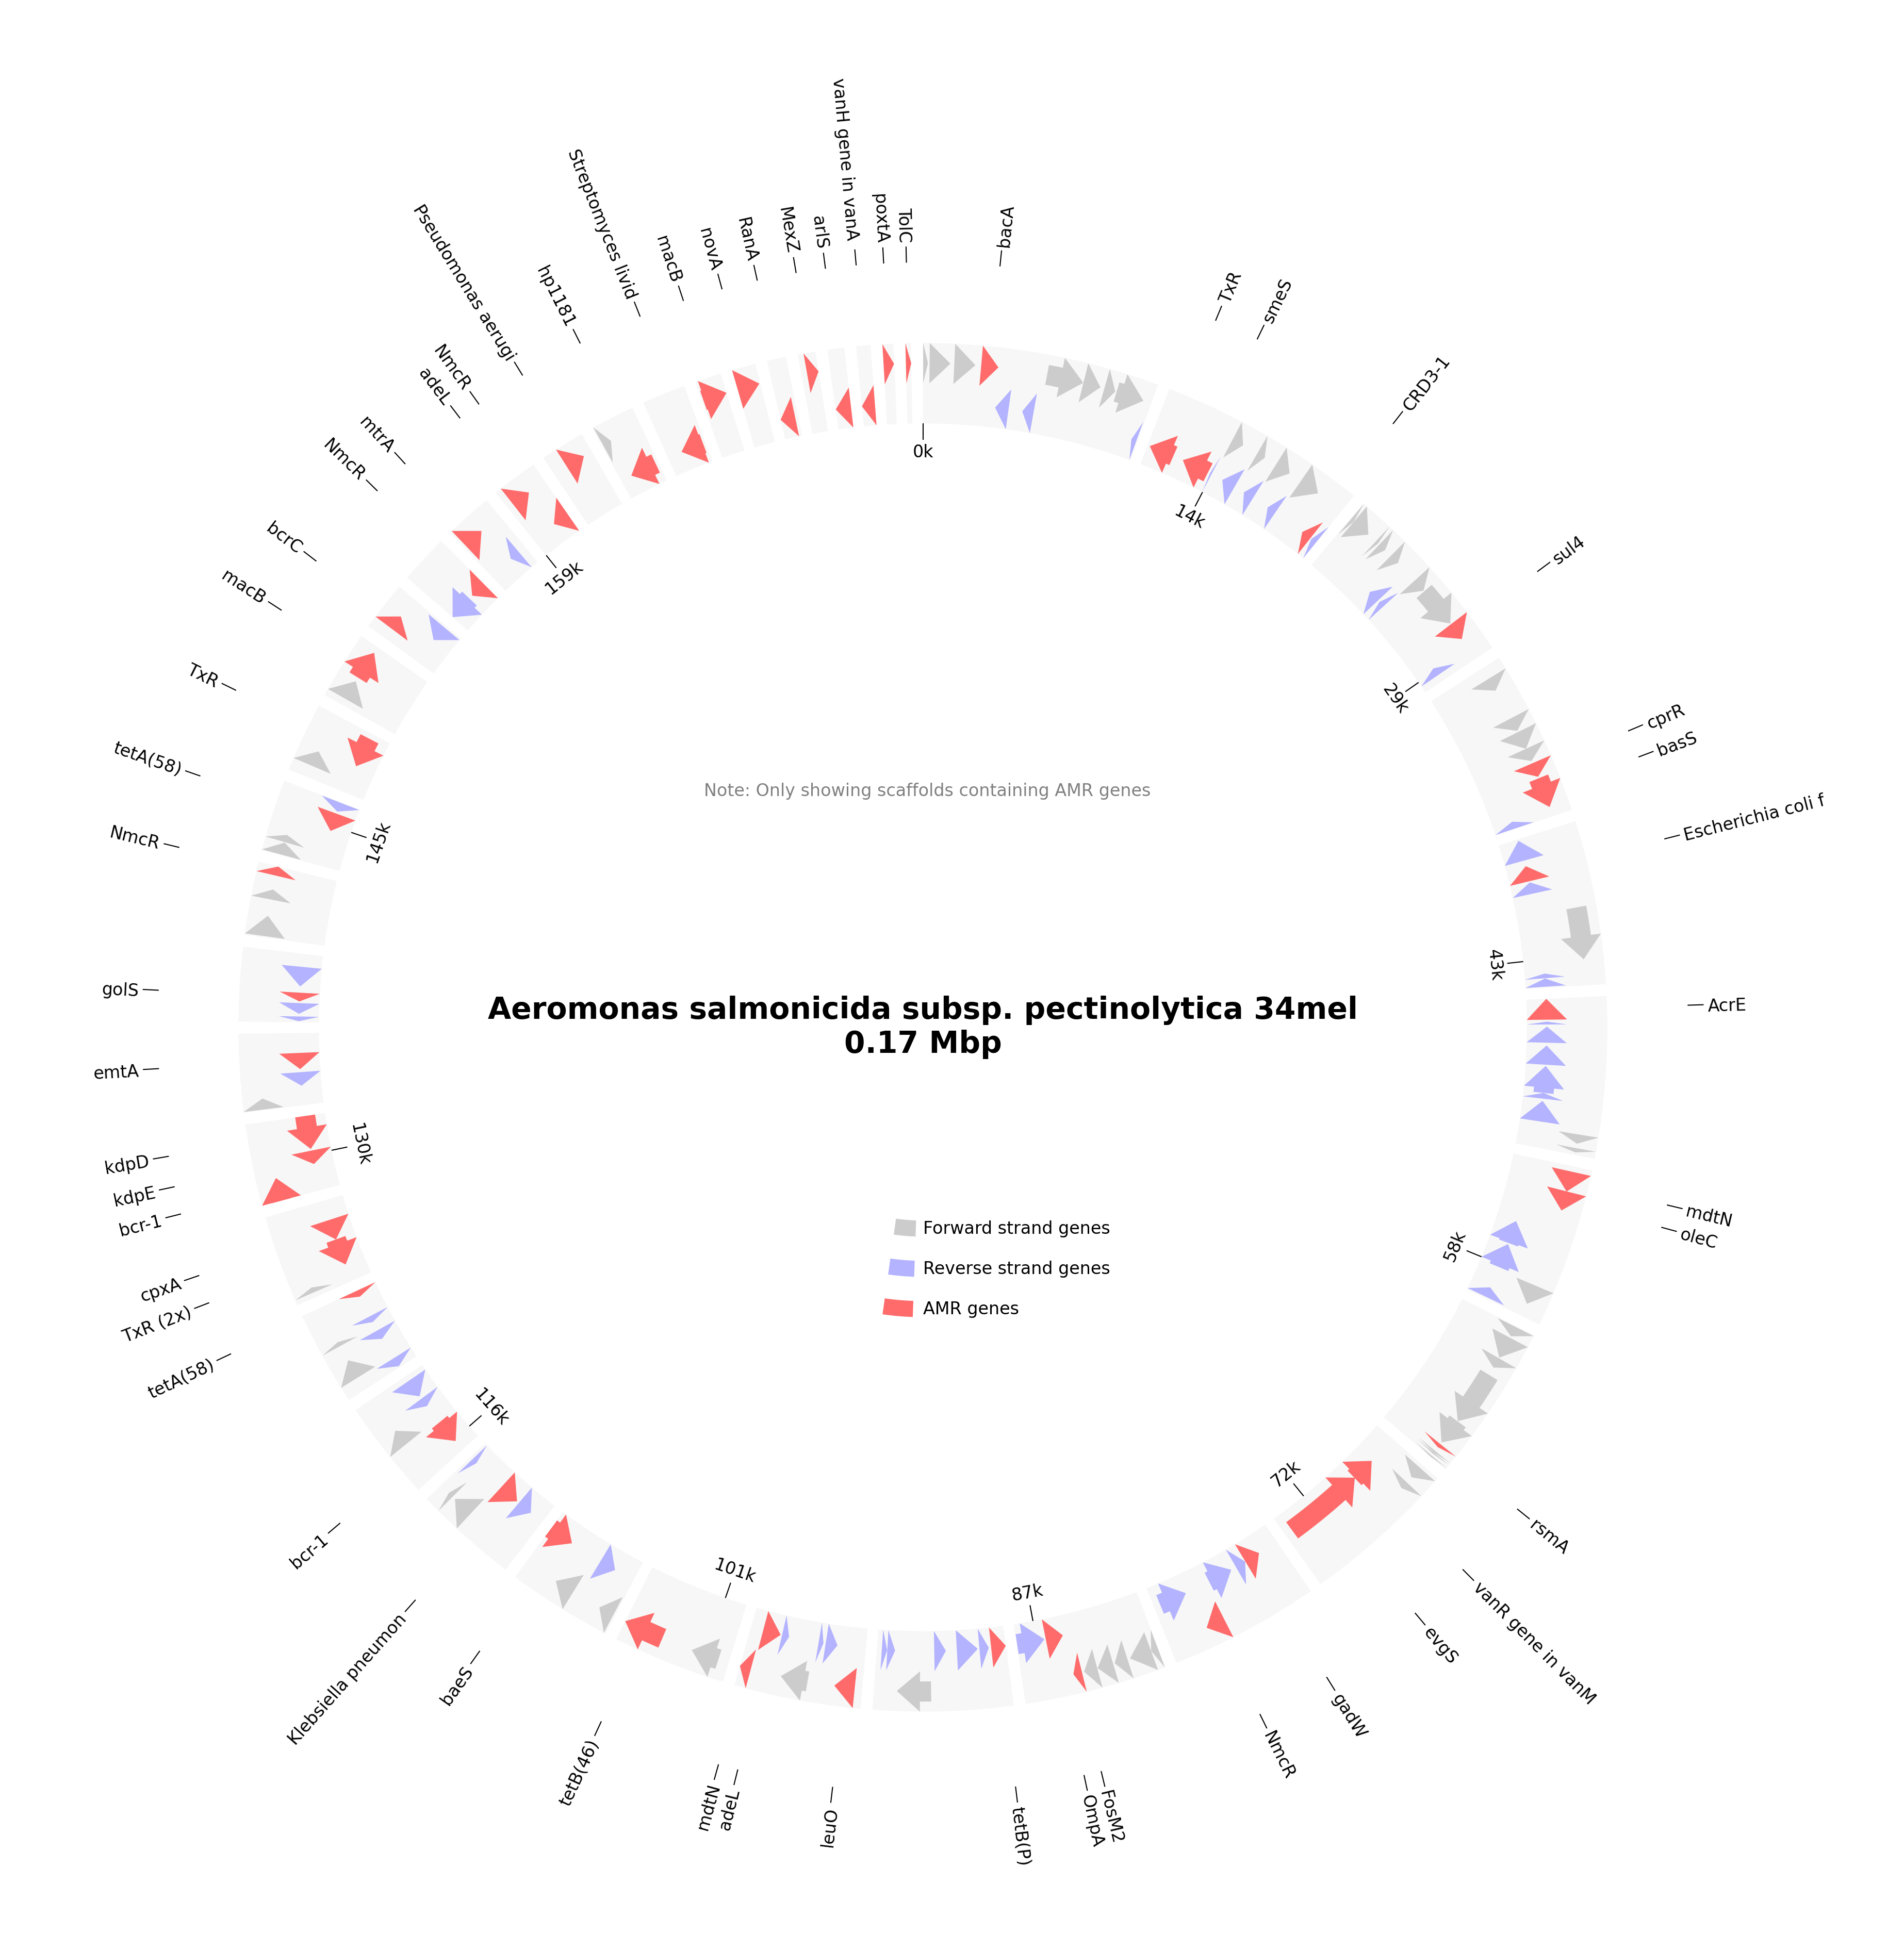 bacA
TxR
smeS
CRD3-1
sul4
cprR
basS
Escherichia coli f
AcrE
mdtN
oleC
rsmA
vanR gene in vanM
evgS
gadW
NmcR
FosM2
OmpA
tetB(P)
leuO
adeL
mdtN
tetB(46)
baeS
Klebsiella pneumon
bcr-1
tetA(58)
TxR (2x)
cpxA
bcr-1
kdpE
kdpD
emtA
golS
NmcR
tetA(58)
TxR
macB
bcrC
NmcR
mtrA
adeL
NmcR
Pseudomonas aerugi
hp1181
Streptomyces livid
macB
novA
RanA
MexZ
arlS
vanH gene in vanA
poxtA
TolC
0k
14k
29k
43k
58k
72k
87k
101k
116k
130k
145k
159k
Note: Only showing scaffolds containing AMR genes
Aeromonas salmonicida subsp. pectinolytica 34mel
0.17 Mbp
Forward strand genes
Reverse strand genes
AMR genes